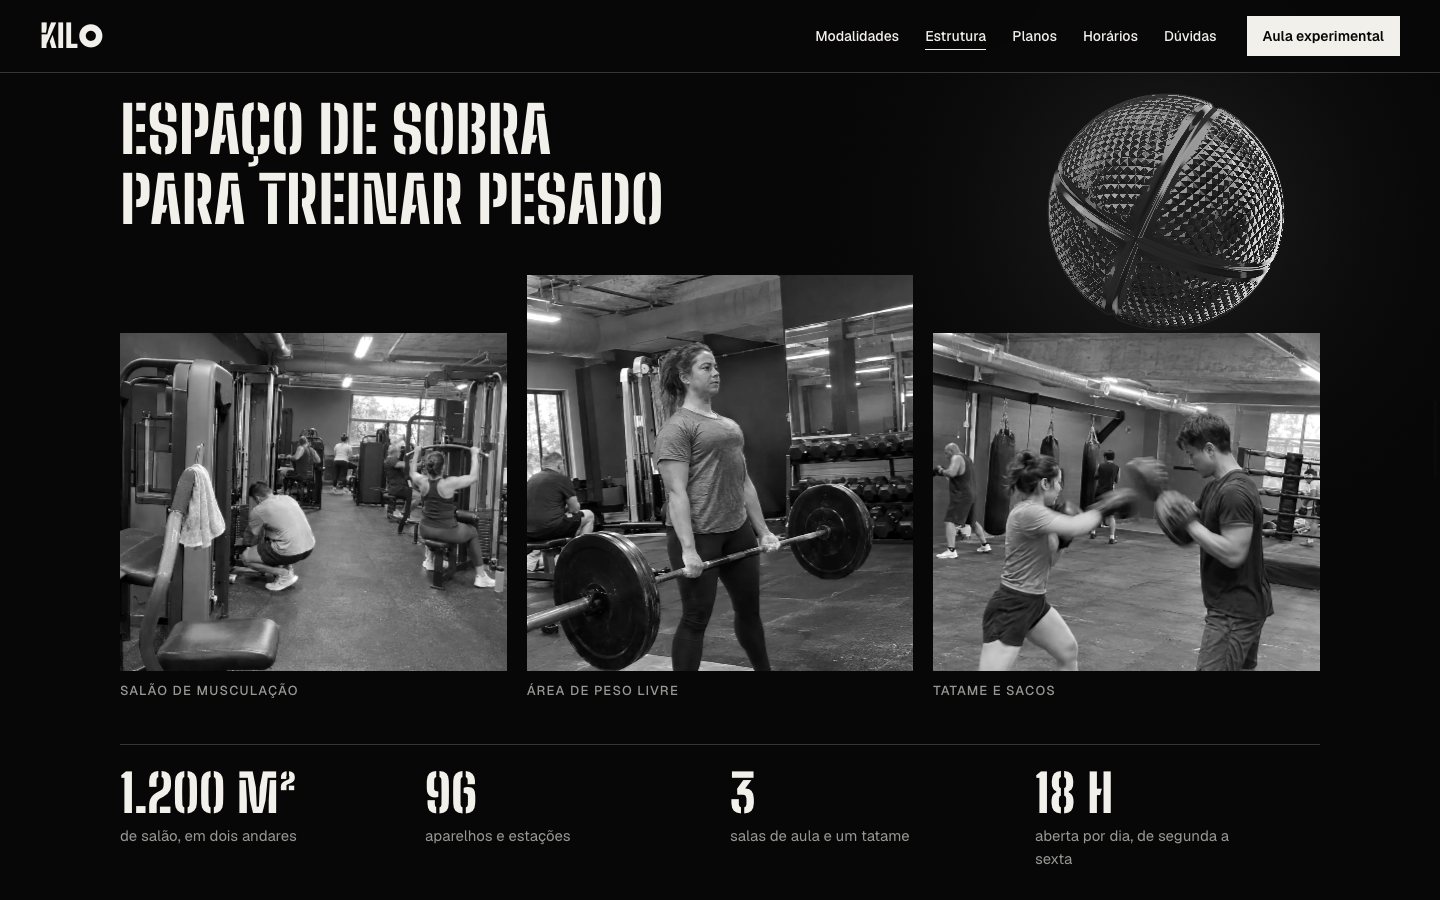 KILO
Modalidades
Estrutura
Planos
Horários
Dúvidas
Aula experimental
ESPAÇO DE SOBRA
PARA TREINAR PESADO
SALÃO DE MUSCULAÇÃO
ÁREA DE PESO LIVRE
TATAME E SACOS
1.200 M²
de salão, em dois andares
96
aparelhos e estações
3
salas de aula e um tatame
18 H
aberta por dia, de segunda a
sexta